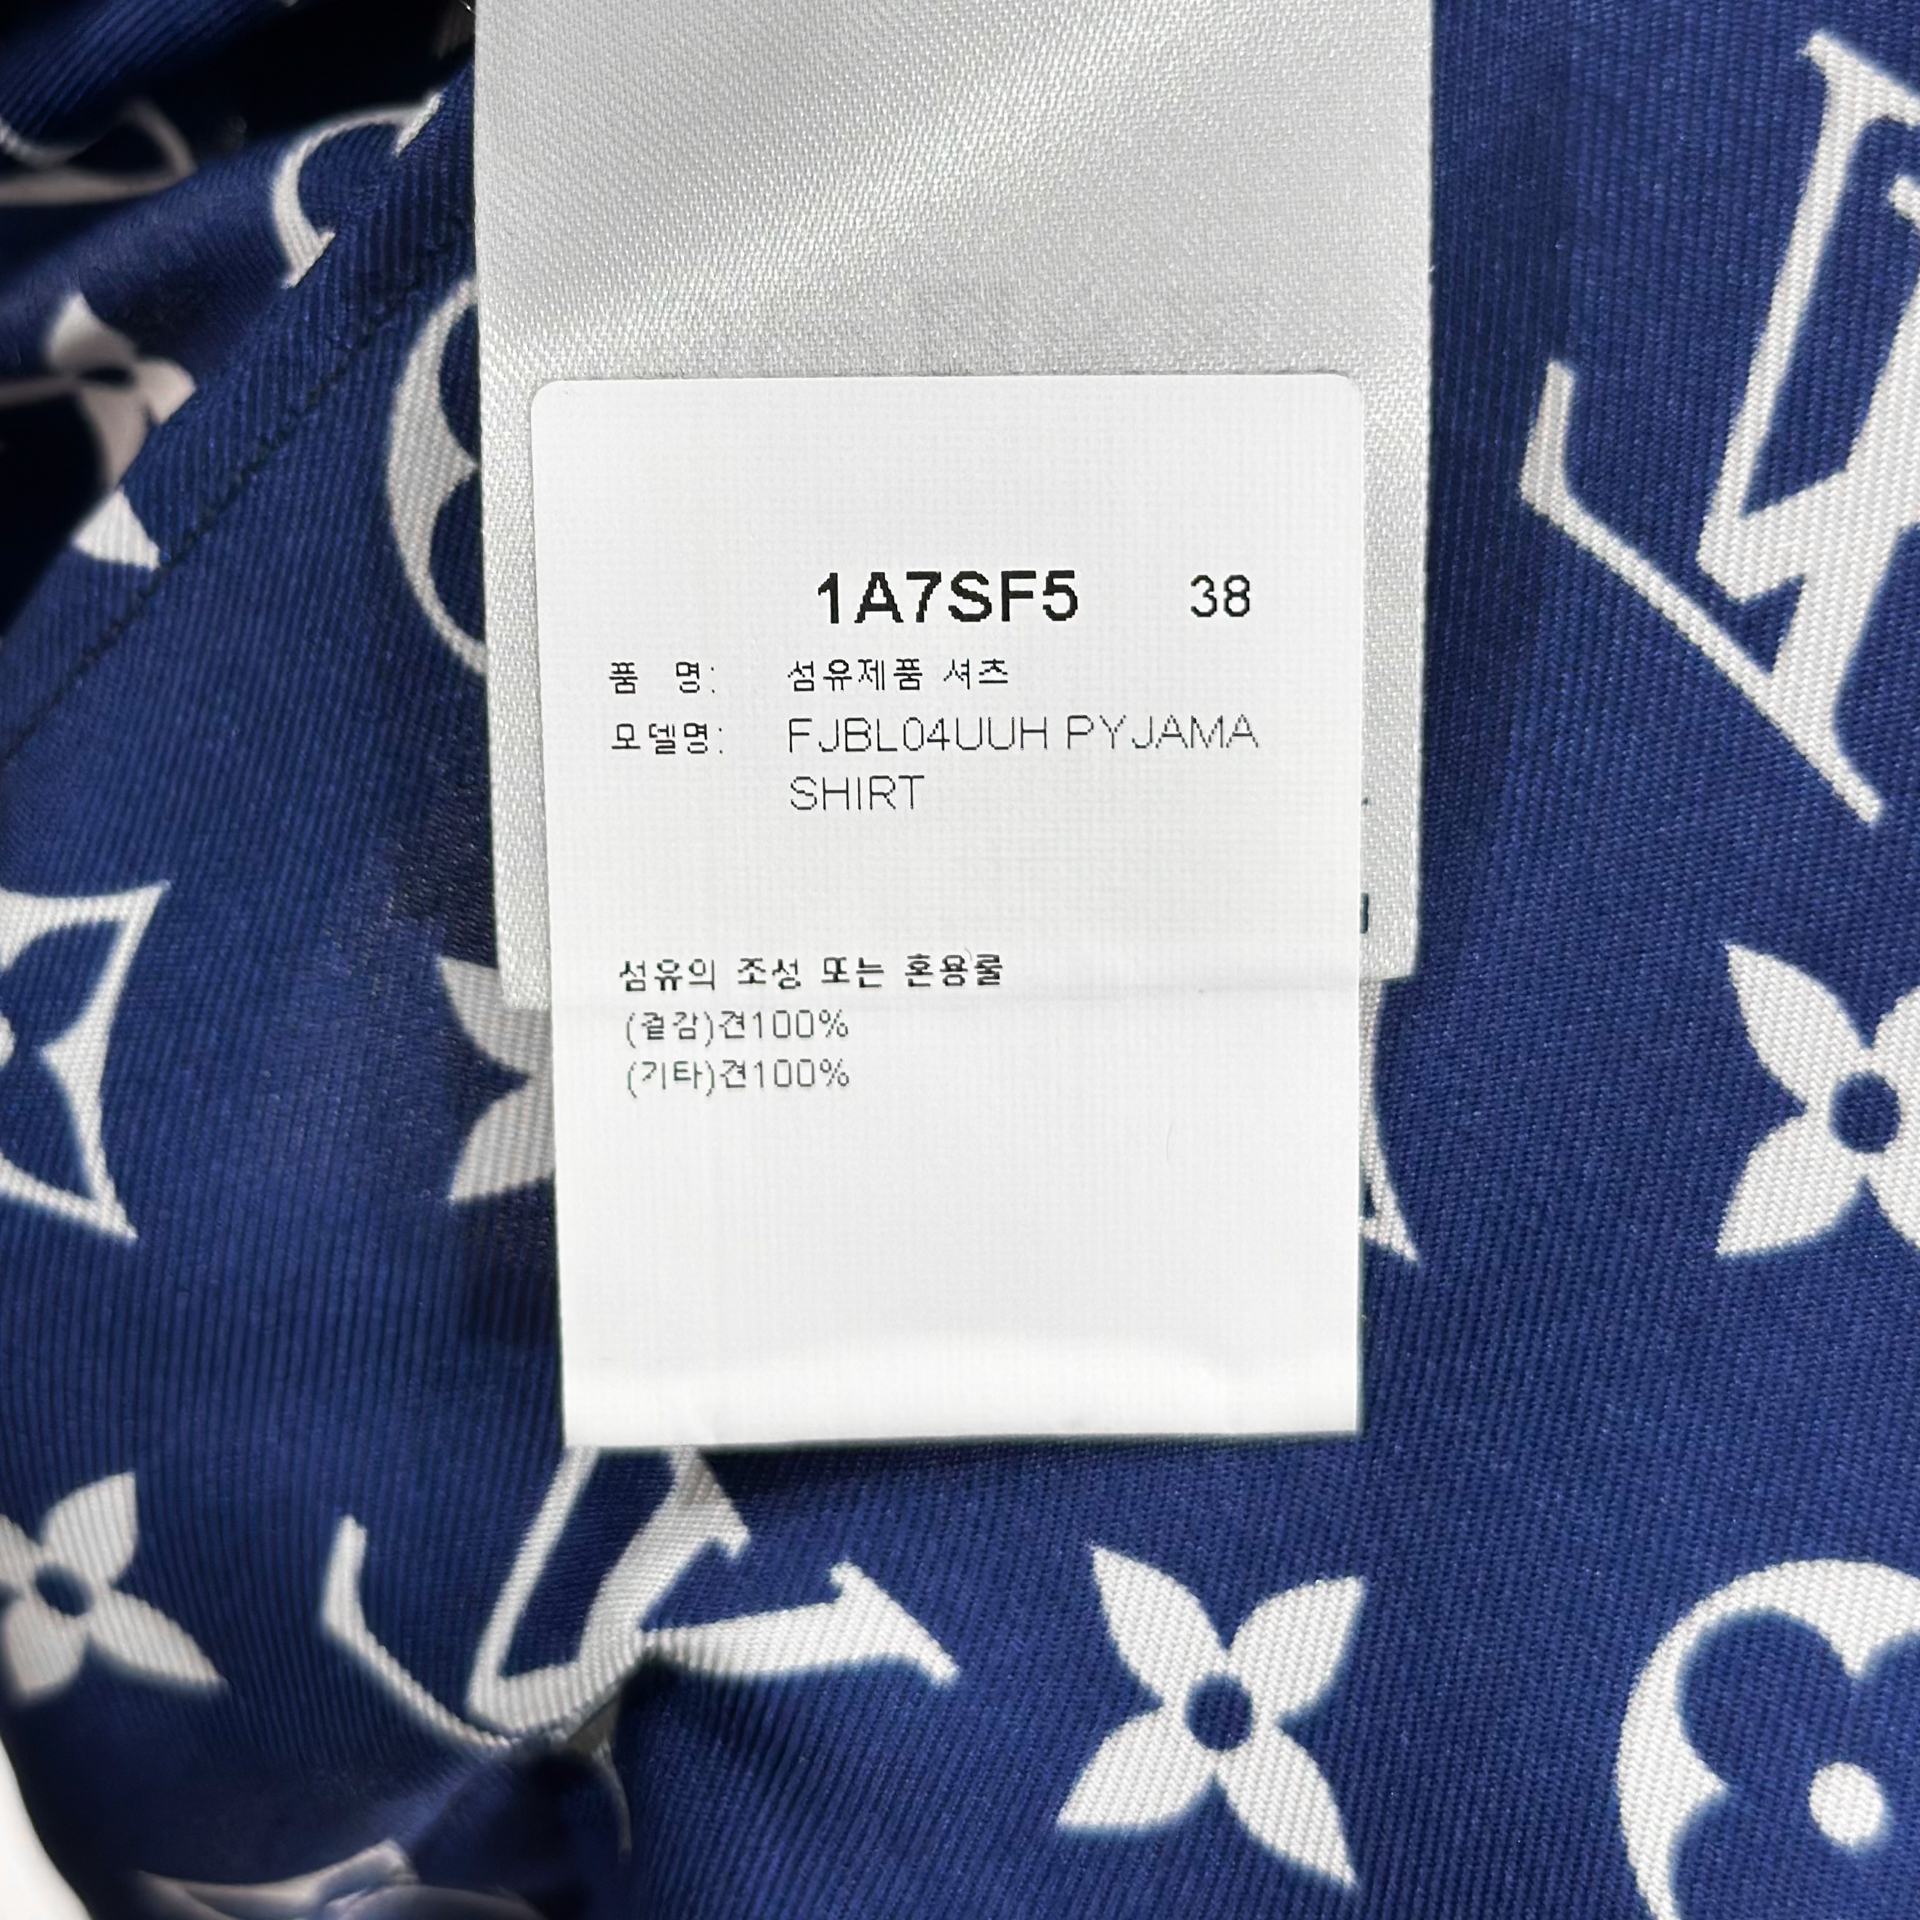 1A7SF5 38
품 명: 섬유제품 셔츠
모델명: FJBL04UUH PYJAMA
SHIRT
섬유의 조성 또는 혼용률
(겉감)견100%
(기타)견100%